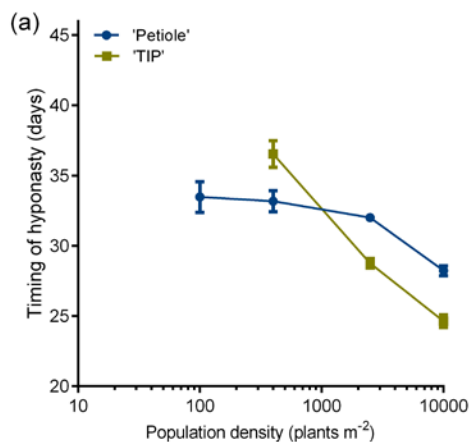 (a)
'Petiole'
'TIP'
45
40
35
30
25
20
Timing of hyponasty (days)
10 100 1000 10000
Population density (plants m⁻²)